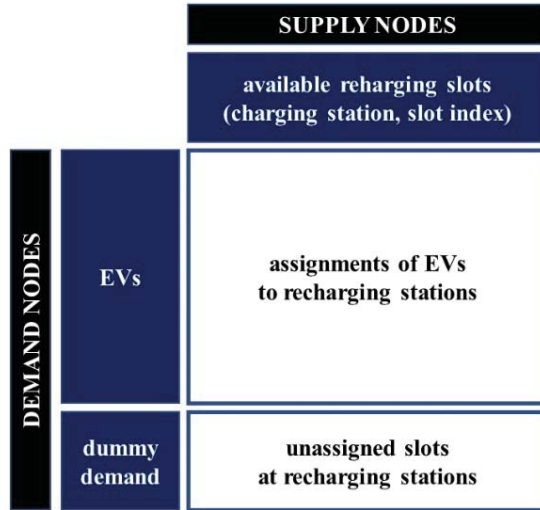 SUPPLY NODES
available reharging slots
(charging station, slot index)
DEMAND NODES
EVs
assignments of EVs
to recharging stations
dummy
demand
unassigned slots
at recharging stations